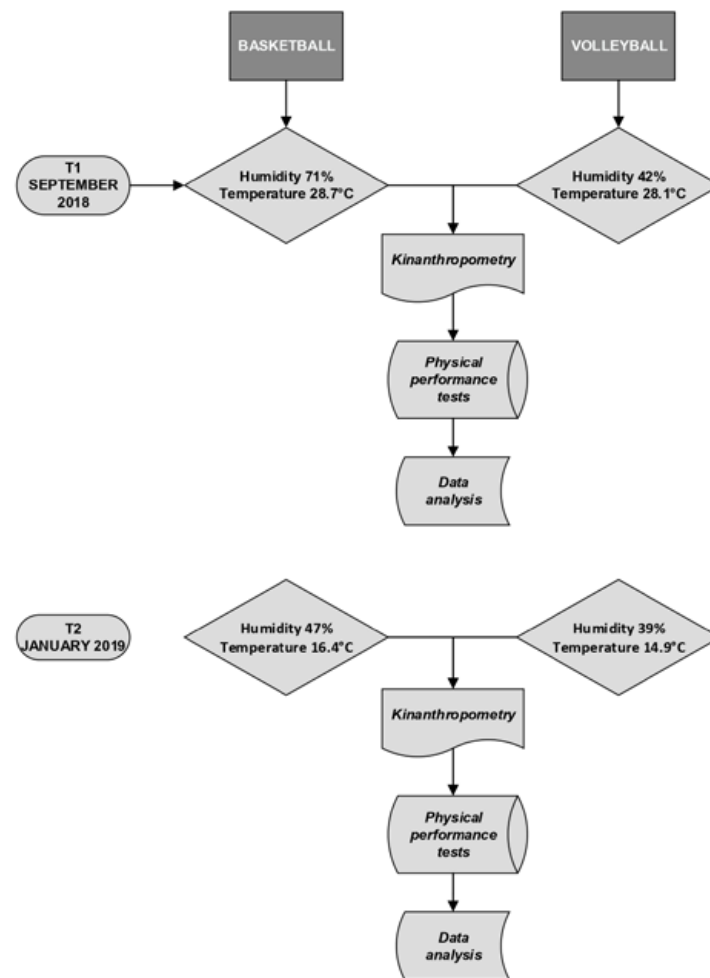 BASKETBALL
VOLLEYBALL
T1
SEPTEMBER
2018
Humidity 71%
Temperature 28.7°C
Humidity 42%
Temperature 28.1°C
Kinanthropometry
Physical
performance
tests
Data
analysis
T2
JANUARY 2019
Humidity 47%
Temperature 16.4°C
Humidity 39%
Temperature 14.9°C
Kinanthropometry
Physical
performance
tests
Data
analysis